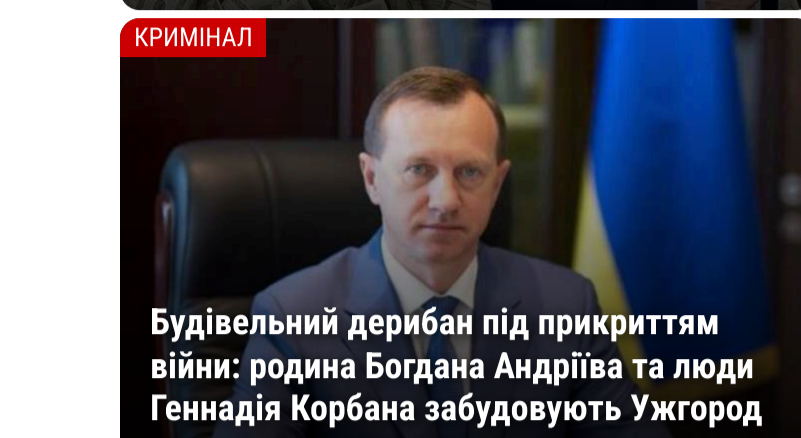 КРИМІНАЛ
Будівельний дерибан під прикриттям
війни: родина Богдана Андріїва та люди
Геннадія Корбана забудовують Ужгород